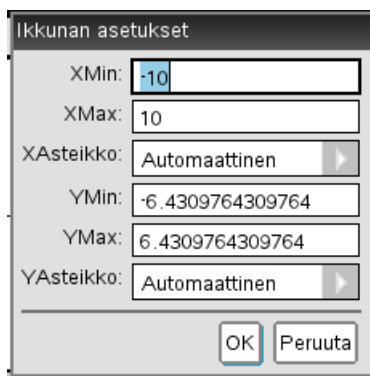 Ikkunan asetukset
XMin: -10
XMax: 10
XAsteikko: Automaattinen
YMin: -6.4309764309764
YMax: 6.4309764309764
YAsteikko: Automaattinen
OK Peruuta